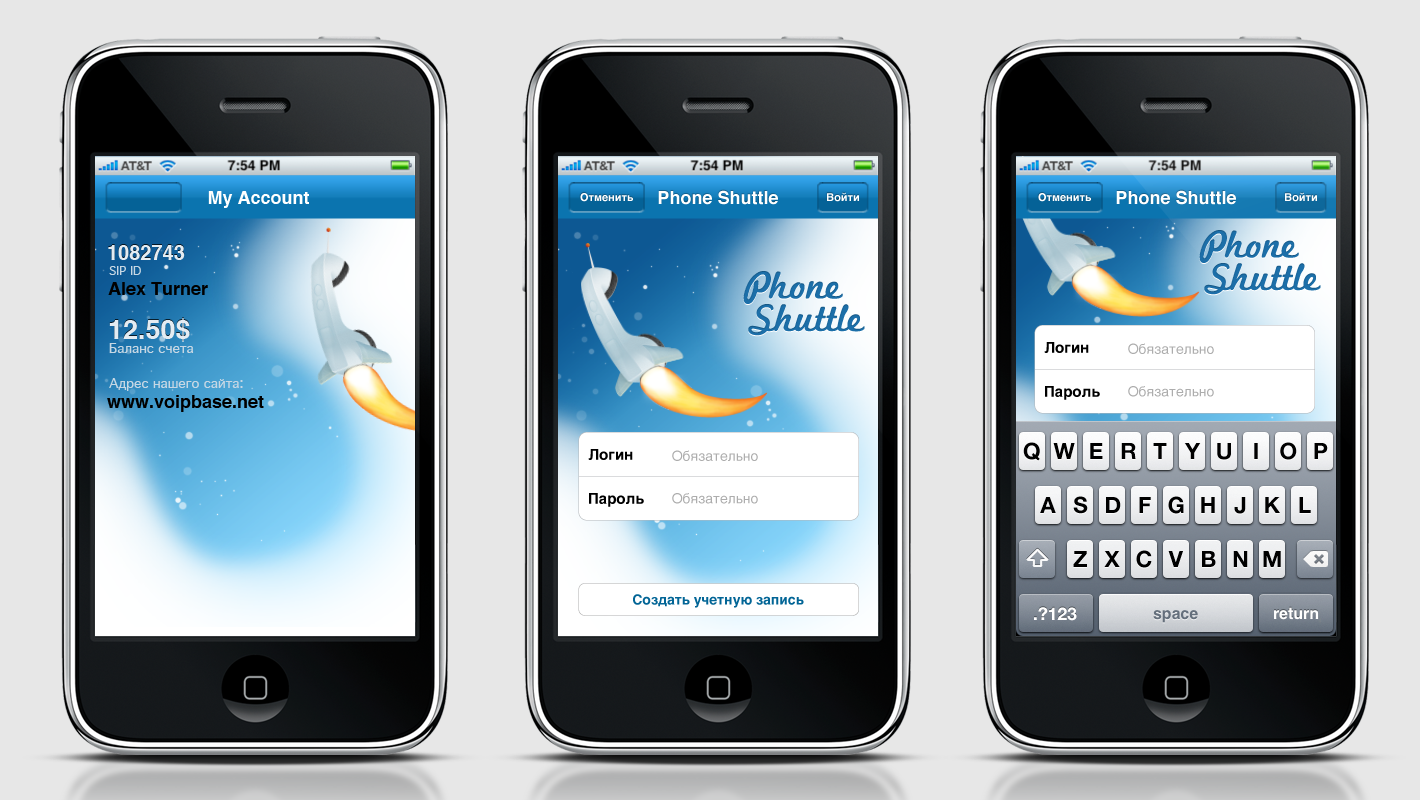 AT&T 7:54 PM
My Account
1082743
SIP ID
Alex Turner
12.50$
Баланс счета
Адрес нашего сайта:
www.voipbase.net
AT&T 7:54 PM
Отменить Phone Shuttle Войти
Phone
Shuttle
Логин Обязательно
Пароль Обязательно
Создать учетную запись
AT&T 7:54 PM
Отменить Phone Shuttle Войти
Phone
Shuttle
Логин Обязательно
Пароль Обязательно
Q W E R T Y U I O P
A S D F G H J K L
Z X C V B N M
.?123 space return